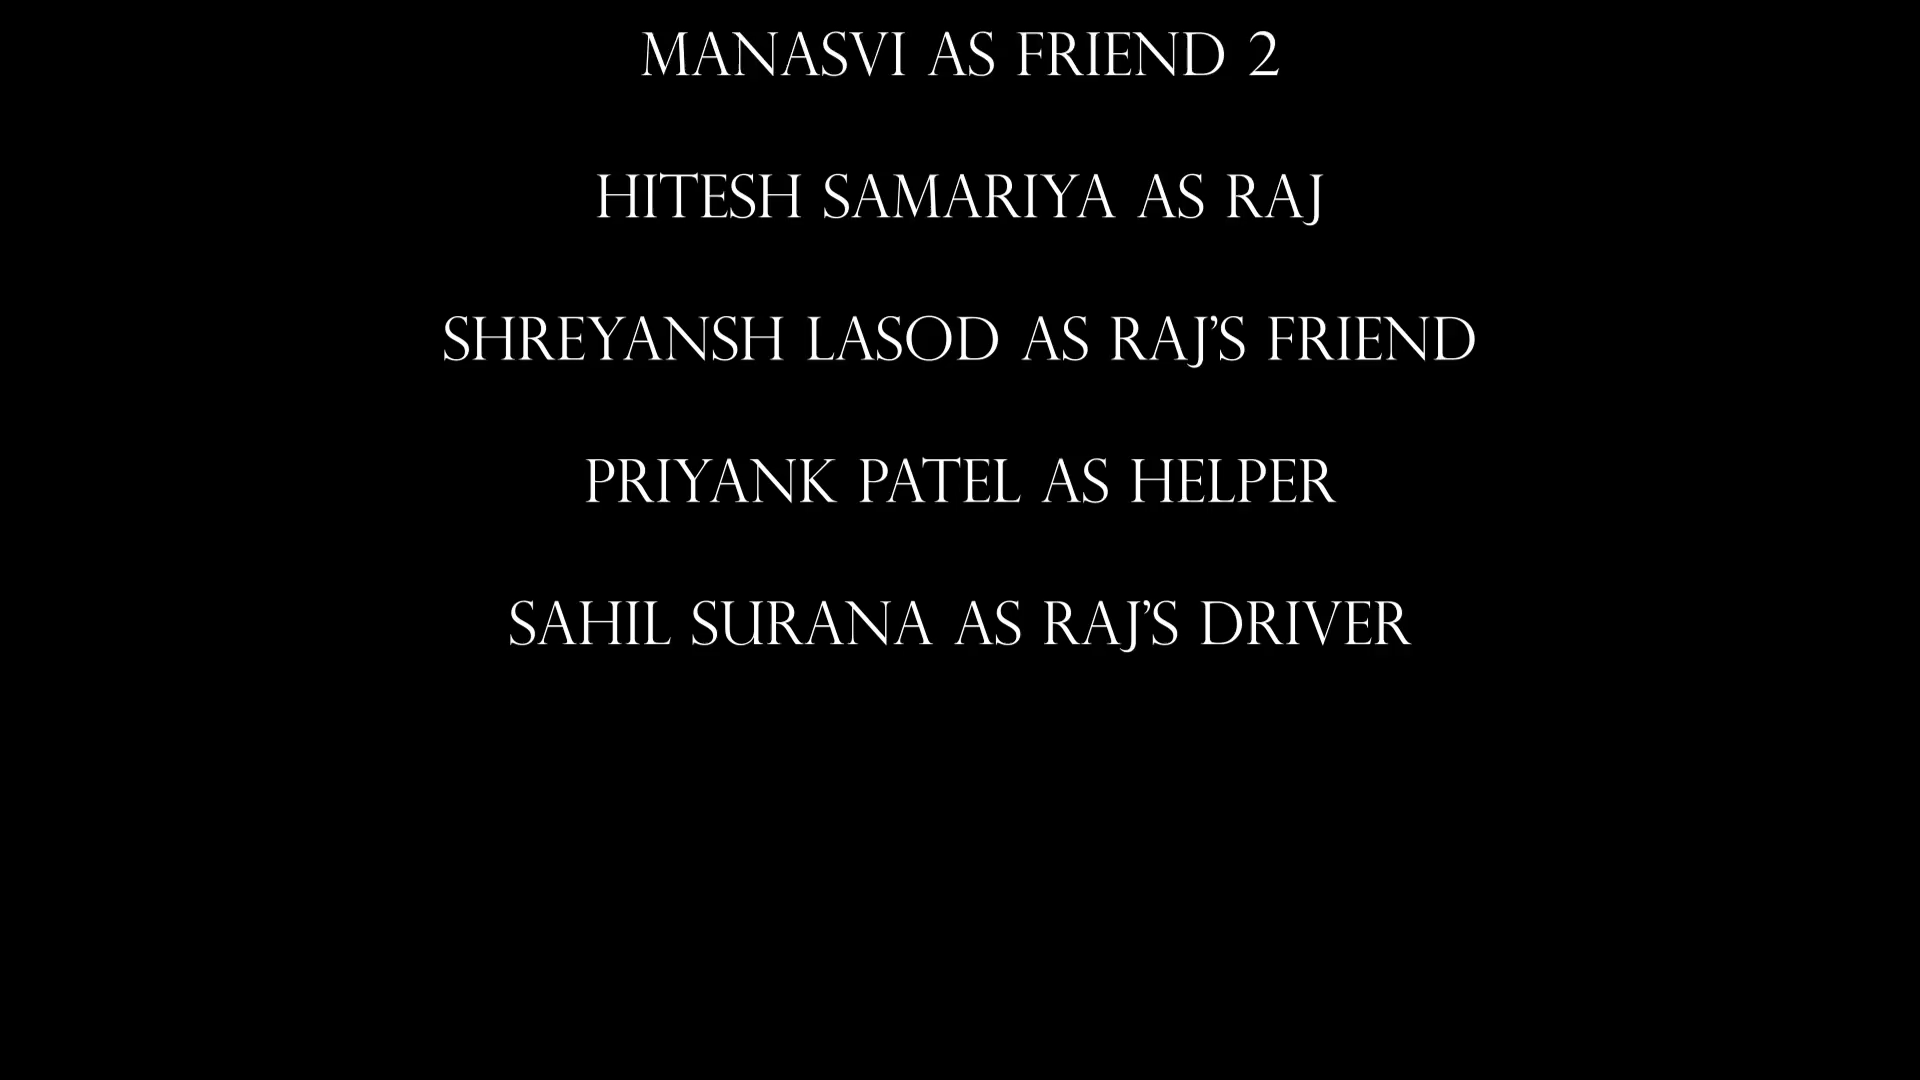 MANASVI AS FRIEND 2
HITESH SAMARIYA AS RAJ
SHREYANSH LASOD AS RAJ’S FRIEND
PRIYANK PATEL AS HELPER
SAHIL SURANA AS RAJ’S DRIVER